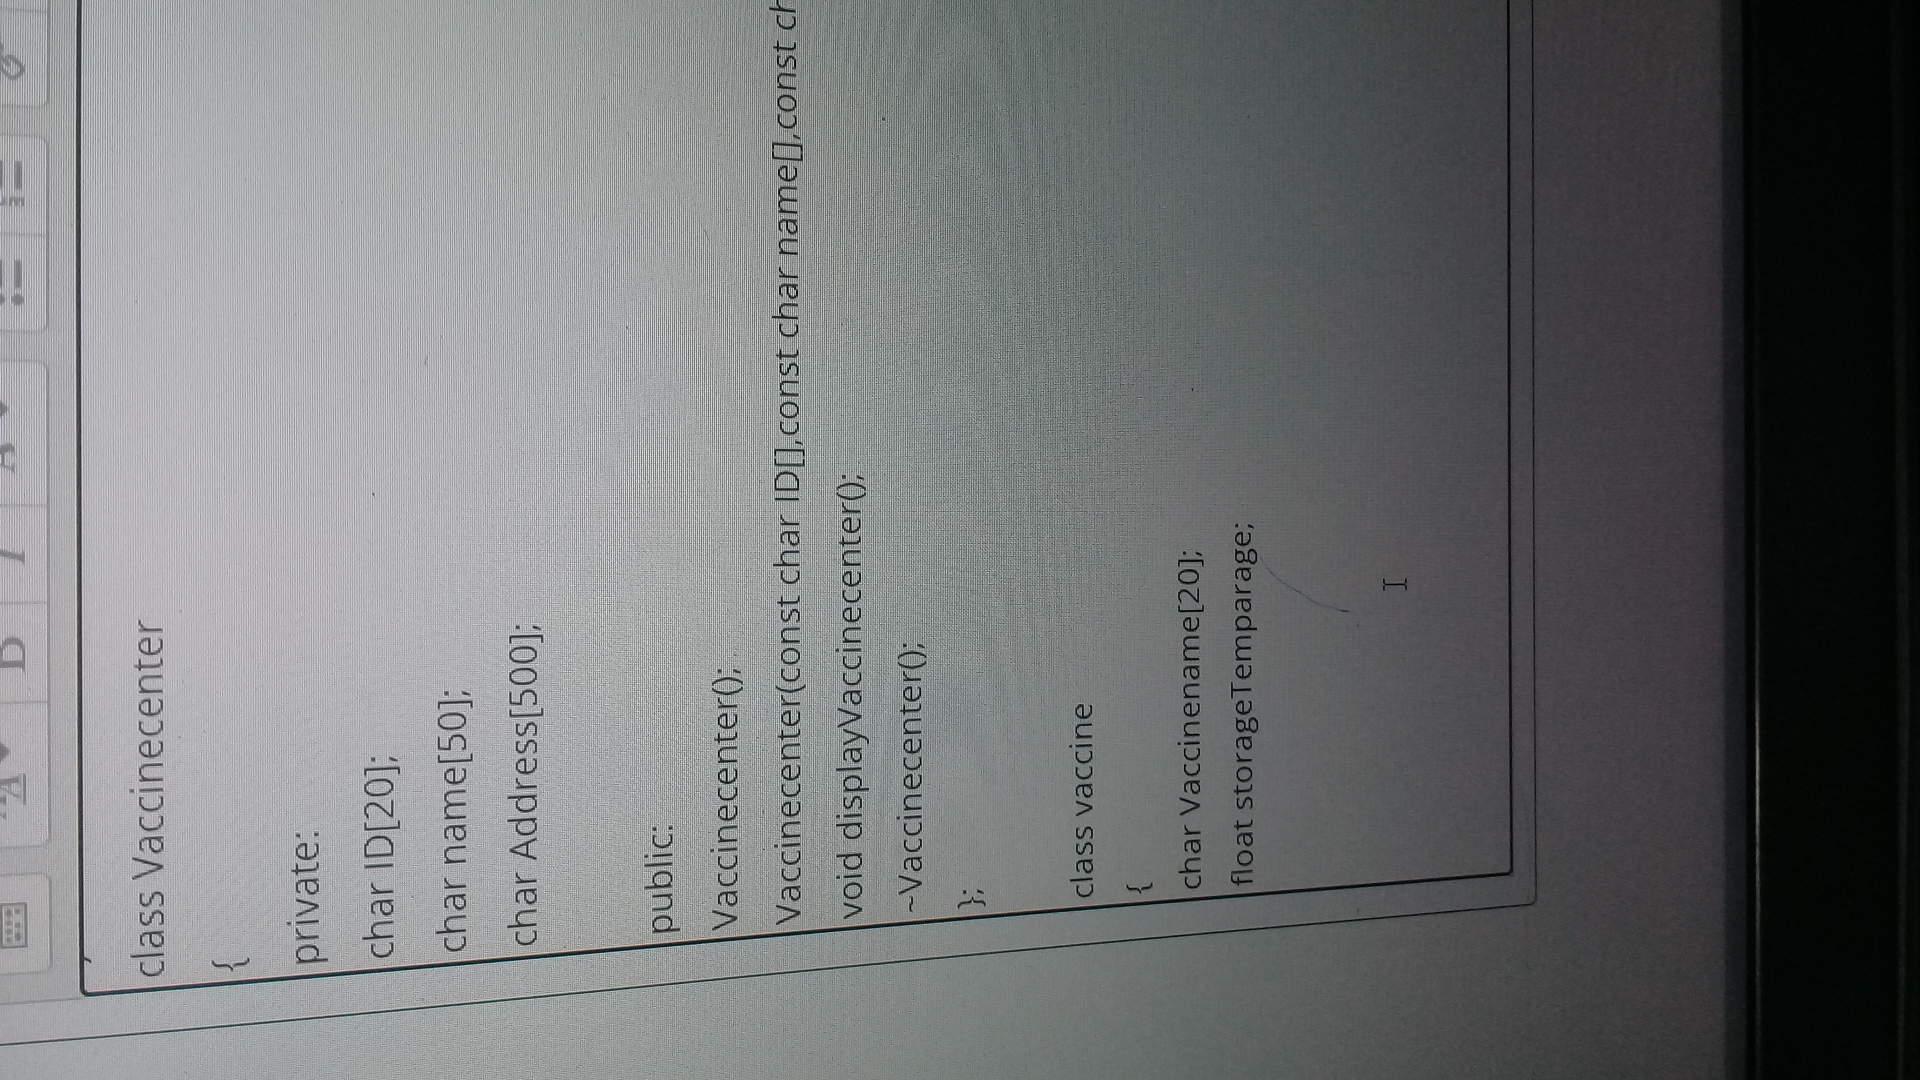 class Vaccinecenter
{
private:
char ID[20];
char name[50];
char Address[500];
public:
Vaccinecenter();
Vaccinecenter(const char ID[],const char name[],const ch
void displayVaccinecenter();
~Vaccinecenter();
};
class vaccine
{
char Vaccinename[20];
float storageTemparage;